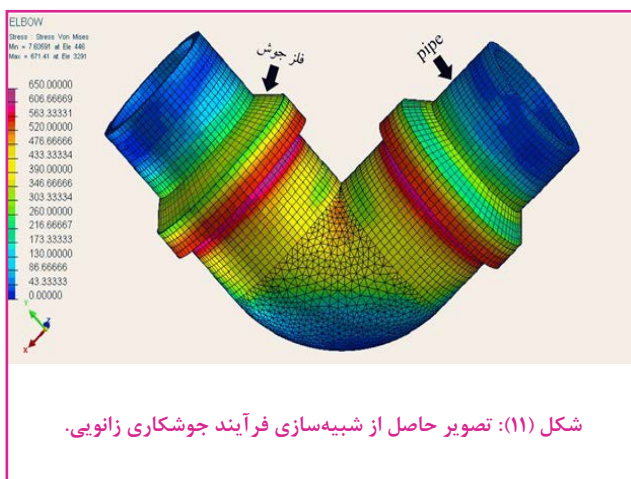 ELBOW
Stress : Stress Von Mises
Min = 7.60591 at Ele 446
Max = 671.41 at Ele 3291
فلز جوش
pipe
650.00000
606.66669
563.33331
520.00000
476.66666
433.33334
390.00000
346.66666
303.33334
260.00000
216.66667
173.33333
130.00000
86.66666
43.33333
0.00000
Y
Z
X
شکل (۱۱): تصویر حاصل از شبیه‌سازی فرآیند جوشکاری زانویی.